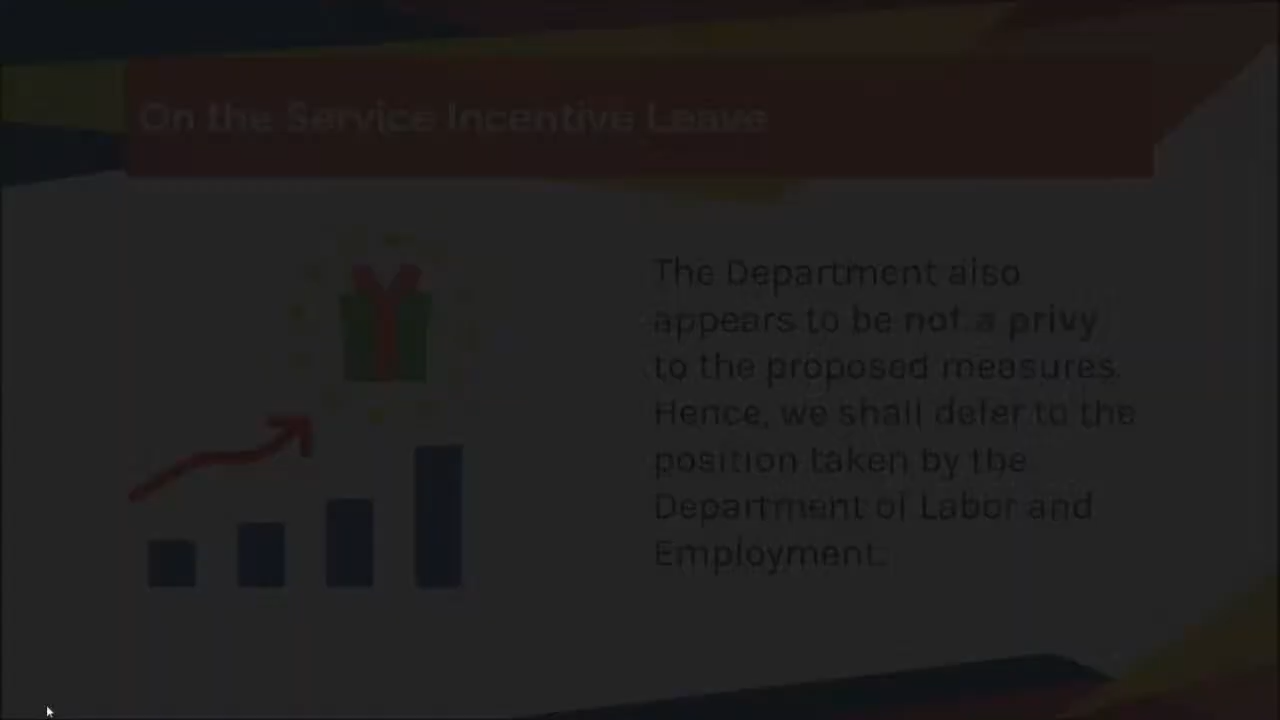 On the Service Incentive Leave
The Department also
appears to be not a privy
to the proposed measures.
Hence, we shall defer to the
position taken by the
Department of Labor and
Employment.